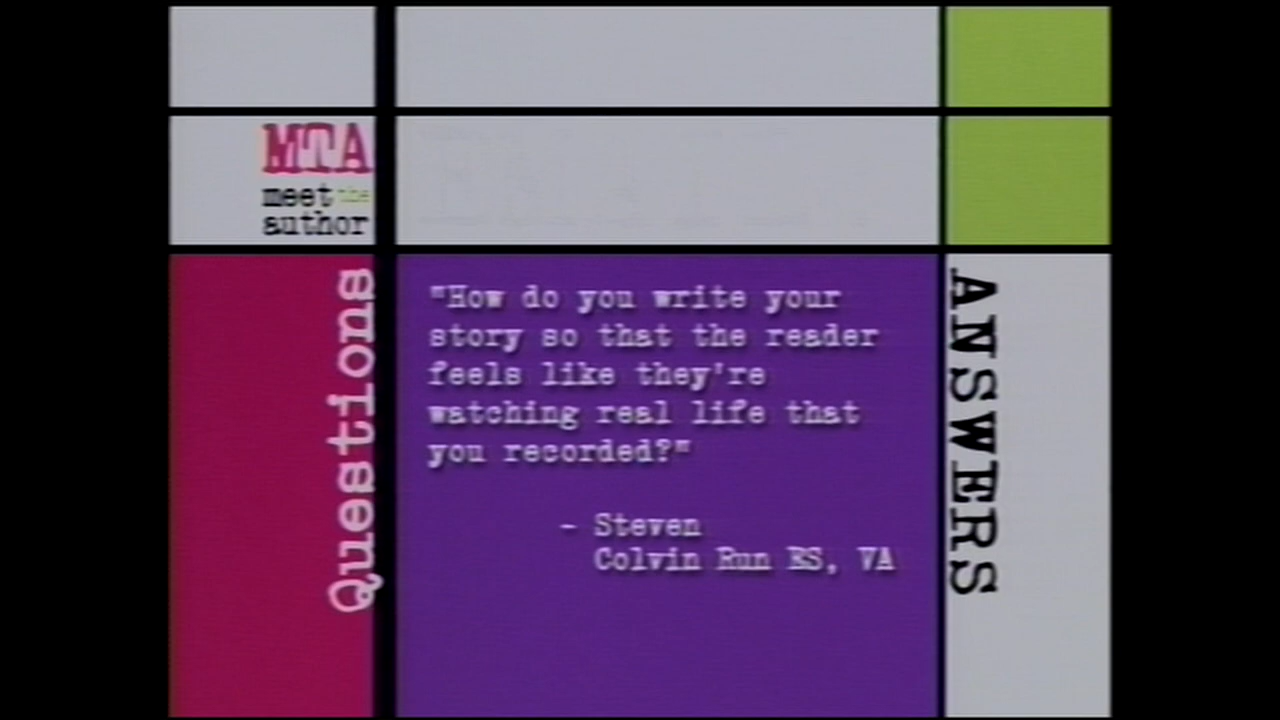 MTA
meet the
author
Questions
"How do you write your
story so that the reader
feels like they're
watching real life that
you recorded?"
- Steven
Colvin Run ES, VA
ANSWERS